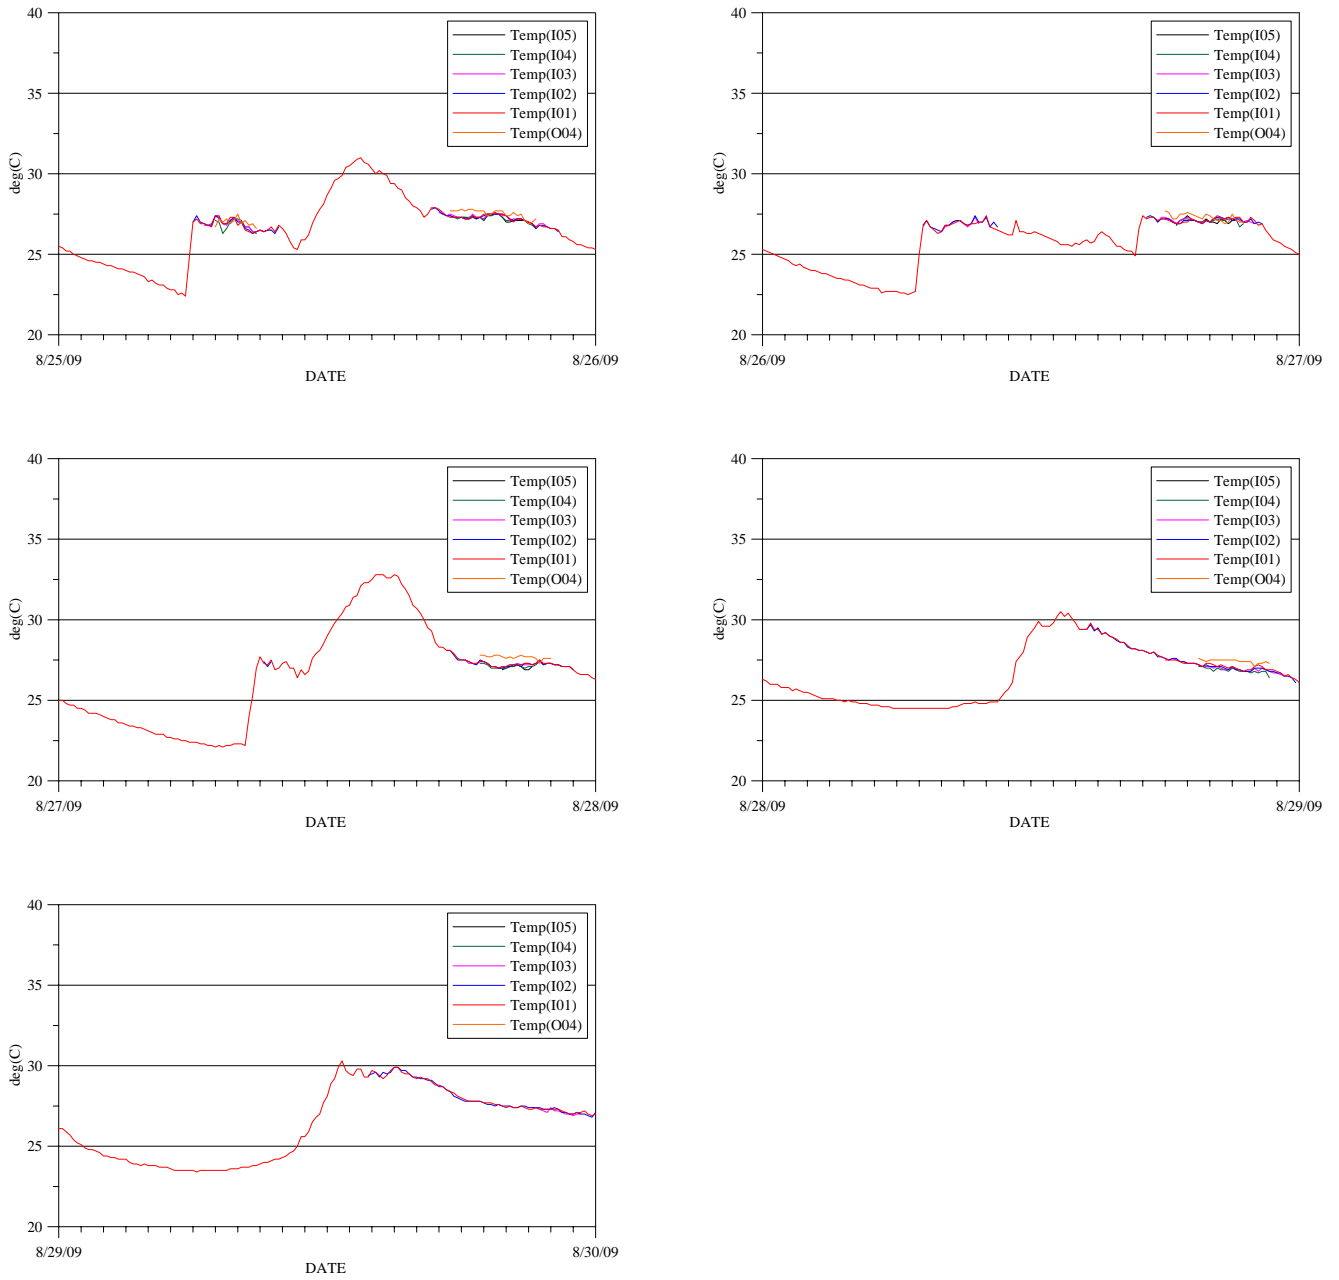 40
35
30
25
20
deg(C)
Temp(I05)
Temp(I04)
Temp(I03)
Temp(I02)
Temp(I01)
Temp(O04)
8/25/09
8/26/09
DATE
40
35
30
25
20
deg(C)
Temp(I05)
Temp(I04)
Temp(I03)
Temp(I02)
Temp(I01)
Temp(O04)
8/26/09
8/27/09
DATE
40
35
30
25
20
deg(C)
Temp(I05)
Temp(I04)
Temp(I03)
Temp(I02)
Temp(I01)
Temp(O04)
8/27/09
8/28/09
DATE
40
35
30
25
20
deg(C)
Temp(I05)
Temp(I04)
Temp(I03)
Temp(I02)
Temp(I01)
Temp(O04)
8/28/09
8/29/09
DATE
40
35
30
25
20
deg(C)
Temp(I05)
Temp(I04)
Temp(I03)
Temp(I02)
Temp(I01)
Temp(O04)
8/29/09
8/30/09
DATE